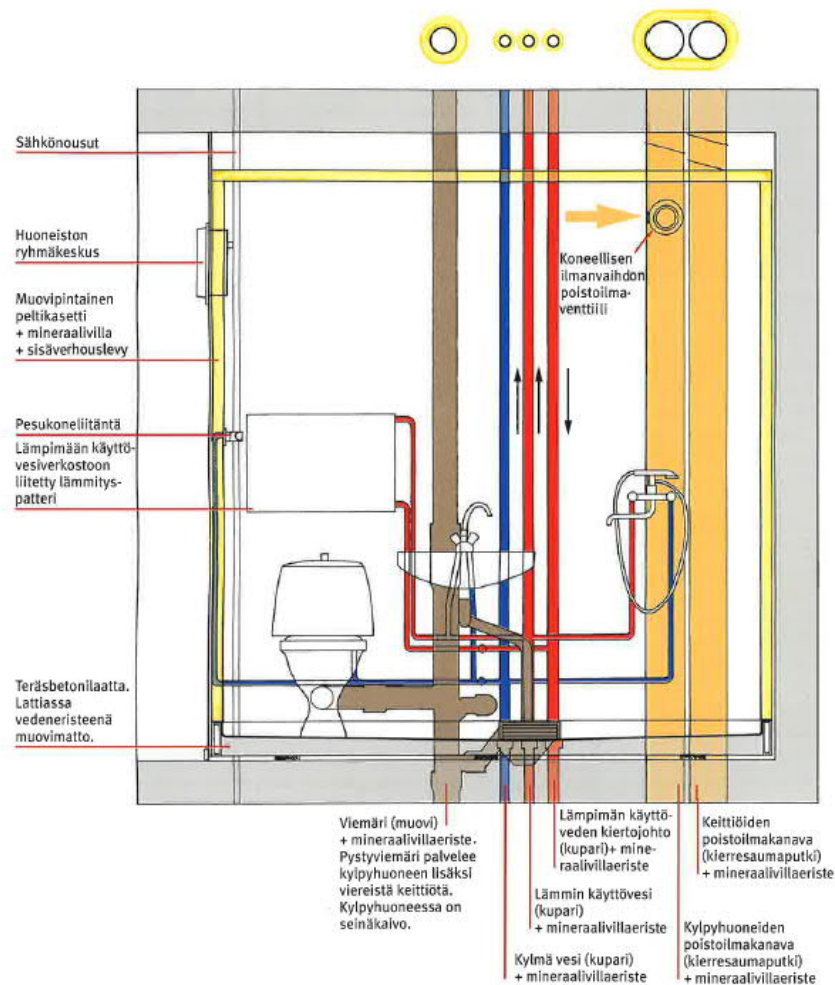 Sähkönousut
Huoneiston
ryhmäkeskus
Muovipintainen
peltikasetti
+ mineraalivilla
+ sisäverhouslevy
Pesukoneliitäntä
Lämpimään käyttö-
vesiverkostoon
liitetty lämmitys-
patteri
Teräsbetonilaatta.
Lattiassa
vedeneristeenä
muovimatto.
Koneellisen
ilmanvaihdon
poistoilma-
venttiili
Viemäri (muovi)
+ mineraalivillaeriste.
Pystyviemäri palvelee
kylpyhuoneen lisäksi
viereistä keittiötä.
Kylpyhuoneessa on
seinäkaivo.
Kylmä vesi (kupari)
+ mineraalivillaeriste
Lämmin käyttövesi
(kupari)
+ mineraalivillaeriste
Lämpimän käyttö-
veden kiertojohto
(kupari)+ mine-
raalivillaeriste
Kylpyhuoneiden
poistoilmakanava
(kierresaumaputki)
+ mineraalivillaeriste
Keittiöiden
poistoilmakanava
(kierresaumaputki)
+ mineraalivillaeriste